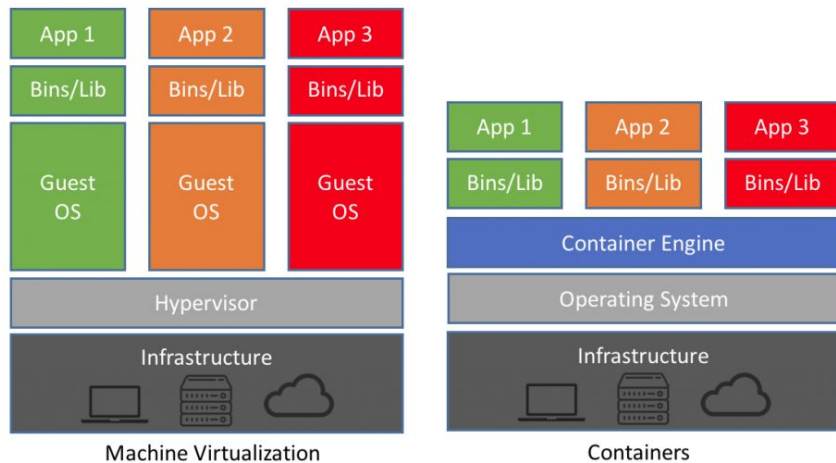 App 1
App 2
App 3
Bins/Lib
Bins/Lib
Bins/Lib
Guest
OS
Guest
OS
Guest
OS
Hypervisor
Infrastructure
Machine Virtualization
App 1
App 2
App 3
Bins/Lib
Bins/Lib
Bins/Lib
Container Engine
Operating System
Infrastructure
Containers